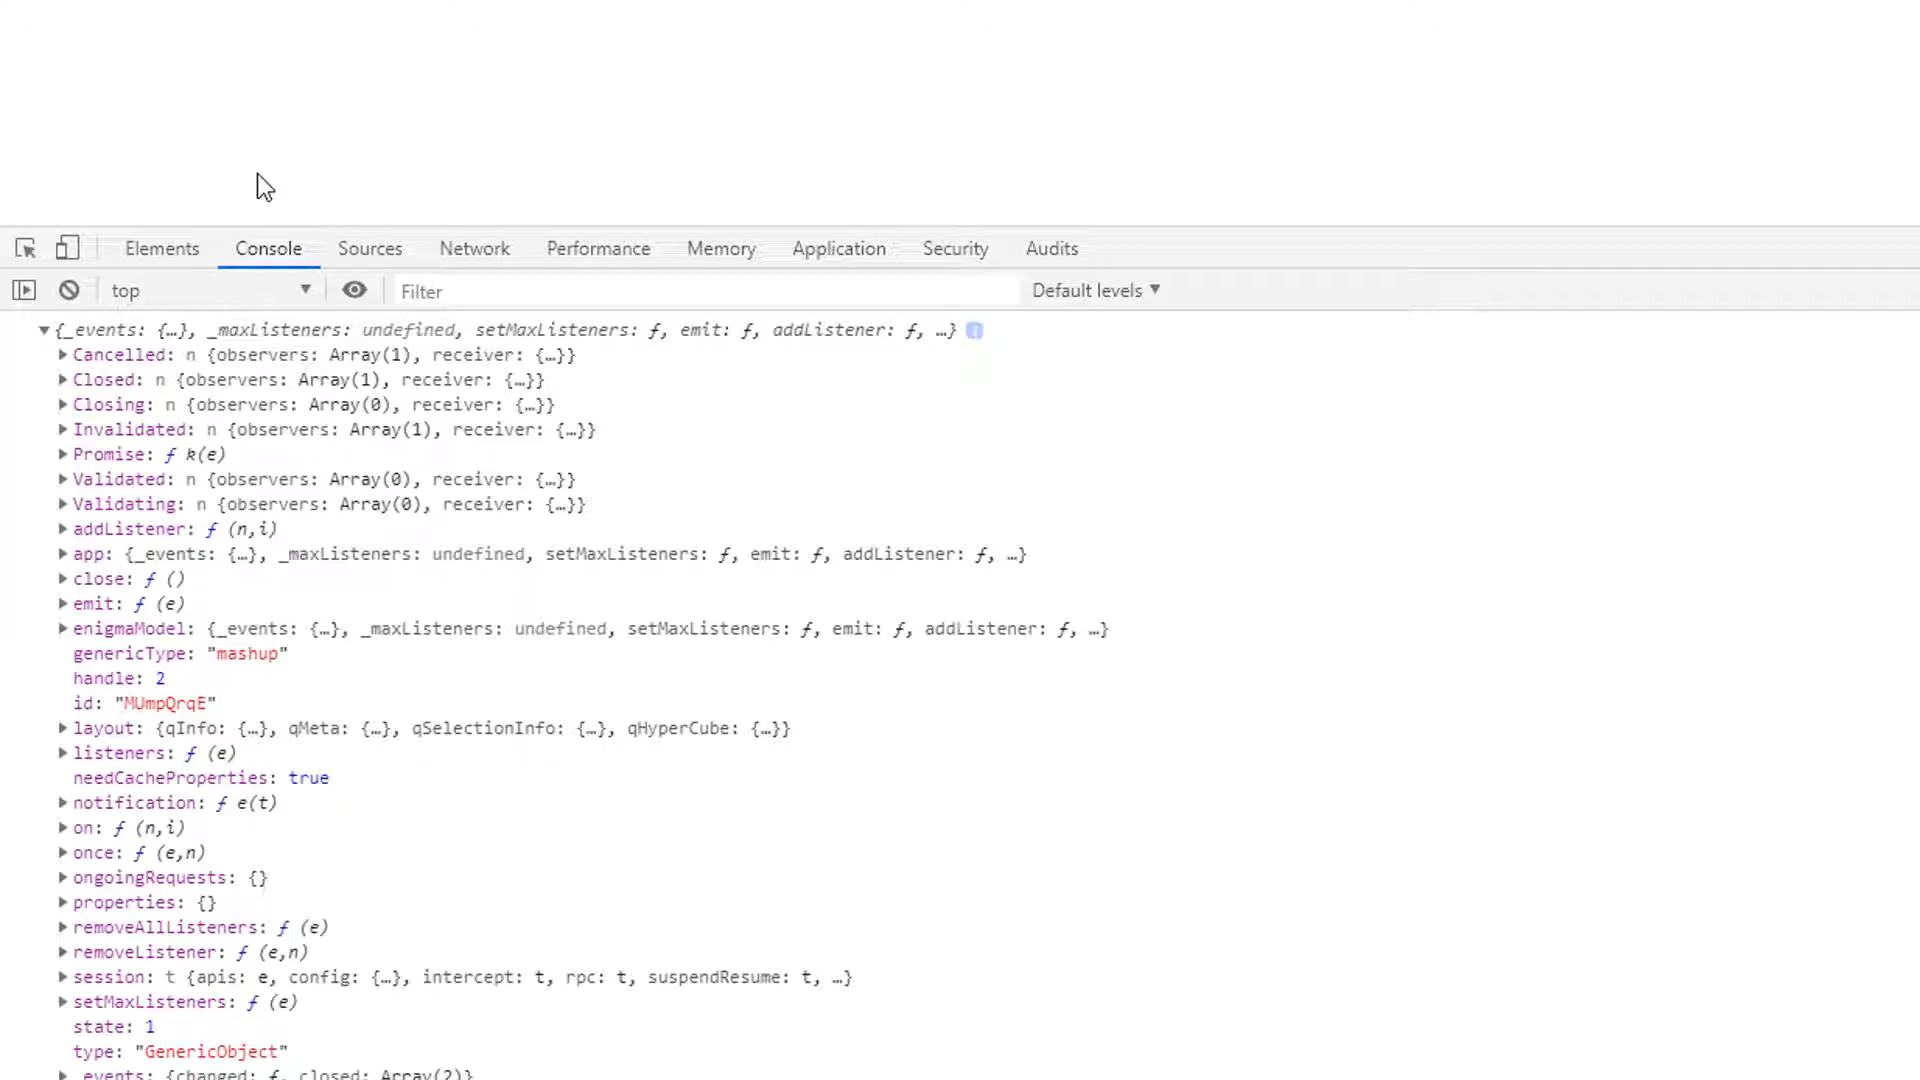 Elements Console Sources Network Performance Memory Application Security Audits
top ▼ Filter Default levels ▼
▼{_events: {…}, _maxListeners: undefined, setMaxListeners: ƒ, emit: ƒ, addListener: ƒ, …} i
▶Cancelled: n {observers: Array(1), receiver: {…}}
▶Closed: n {observers: Array(1), receiver: {…}}
▶Closing: n {observers: Array(0), receiver: {…}}
▶Invalidated: n {observers: Array(1), receiver: {…}}
▶Promise: ƒ k(e)
▶Validated: n {observers: Array(0), receiver: {…}}
▶Validating: n {observers: Array(0), receiver: {…}}
▶addListener: ƒ (n,i)
▶app: {_events: {…}, _maxListeners: undefined, setMaxListeners: ƒ, emit: ƒ, addListener: ƒ, …}
▶close: ƒ ()
▶emit: ƒ (e)
▶enigmaModel: {_events: {…}, _maxListeners: undefined, setMaxListeners: ƒ, emit: ƒ, addListener: ƒ, …}
genericType: "mashup"
handle: 2
id: "MUmpQrqE"
▶layout: {qInfo: {…}, qMeta: {…}, qSelectionInfo: {…}, qHyperCube: {…}}
▶listeners: ƒ (e)
needCacheProperties: true
▶notification: ƒ e(t)
▶on: ƒ (n,i)
▶once: ƒ (e,n)
▶ongoingRequests: {}
▶properties: {}
▶removeAllListeners: ƒ (e)
▶removeListener: ƒ (e,n)
▶session: t {apis: e, config: {…}, intercept: t, rpc: t, suspendResume: t, …}
▶setMaxListeners: ƒ (e)
state: 1
type: "GenericObject"
▶_events: {changed: ƒ, closed: Array(2)}